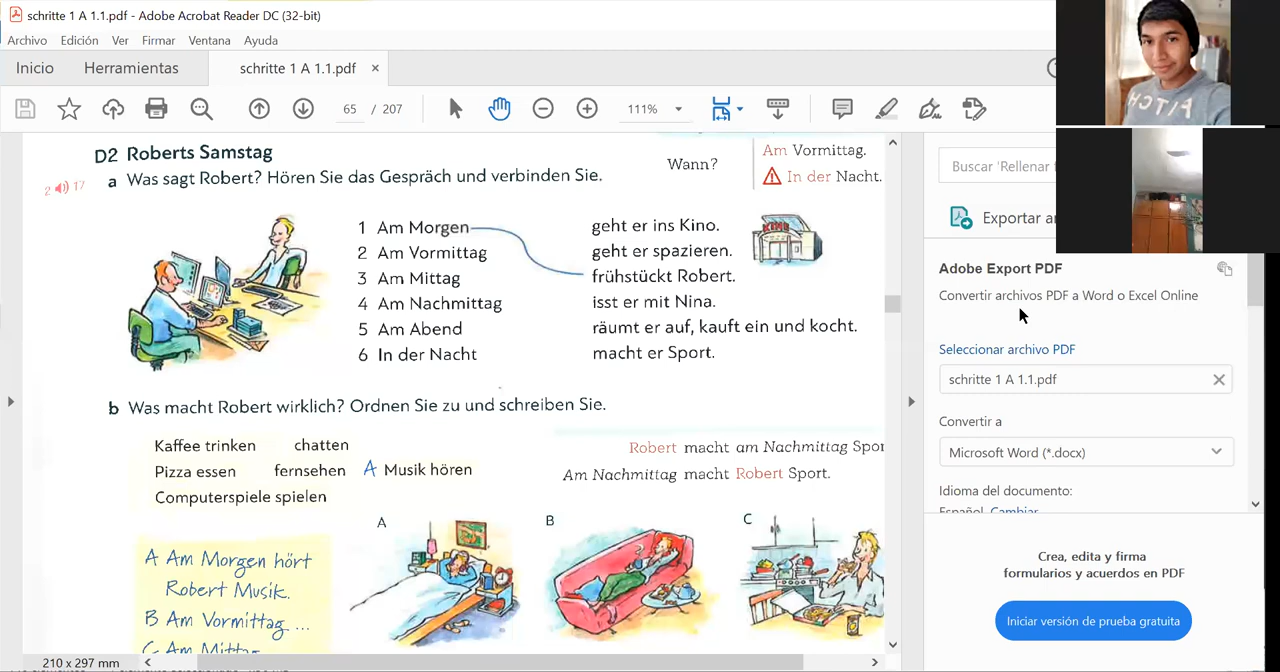 schritte 1 A 1.1.pdf - Adobe Acrobat Reader DC (32-bit)
Archivo Edición Ver Firmar Ventana Ayuda
Inicio Herramientas schritte 1 A 1.1.pdf ×
65 / 207 111%
D2 Roberts Samstag
a Was sagt Robert? Hören Sie das Gespräch und verbinden Sie.
2 17
Wann?
Am Vormittag.
In der Nacht.
1 Am Morgen
2 Am Vormittag
3 Am Mittag
4 Am Nachmittag
5 Am Abend
6 In der Nacht
geht er ins Kino.
geht er spazieren.
frühstückt Robert.
isst er mit Nina.
räumt er auf, kauft ein und kocht.
macht er Sport.
KINO
b Was macht Robert wirklich? Ordnen Sie zu und schreiben Sie.
Kaffee trinken chatten
Pizza essen fernsehen A Musik hören
Computerspiele spielen
Robert macht am Nachmittag Spor
Am Nachmittag macht Robert Sport.
A Am Morgen hört
Robert Musik.
B Am Vormittag ...
C Am Mittag
A
B
C
210 x 297 mm
Buscar 'Rellenar
Exportar
Adobe Export PDF
Convertir archivos PDF a Word o Excel Online
Seleccionar archivo PDF
schritte 1 A 1.1.pdf
Convertir a
Microsoft Word (*.docx)
Idioma del documento:
Español Cambiar
Crea, edita y firma
formularios y acuerdos en PDF
Iniciar versión de prueba gratuita